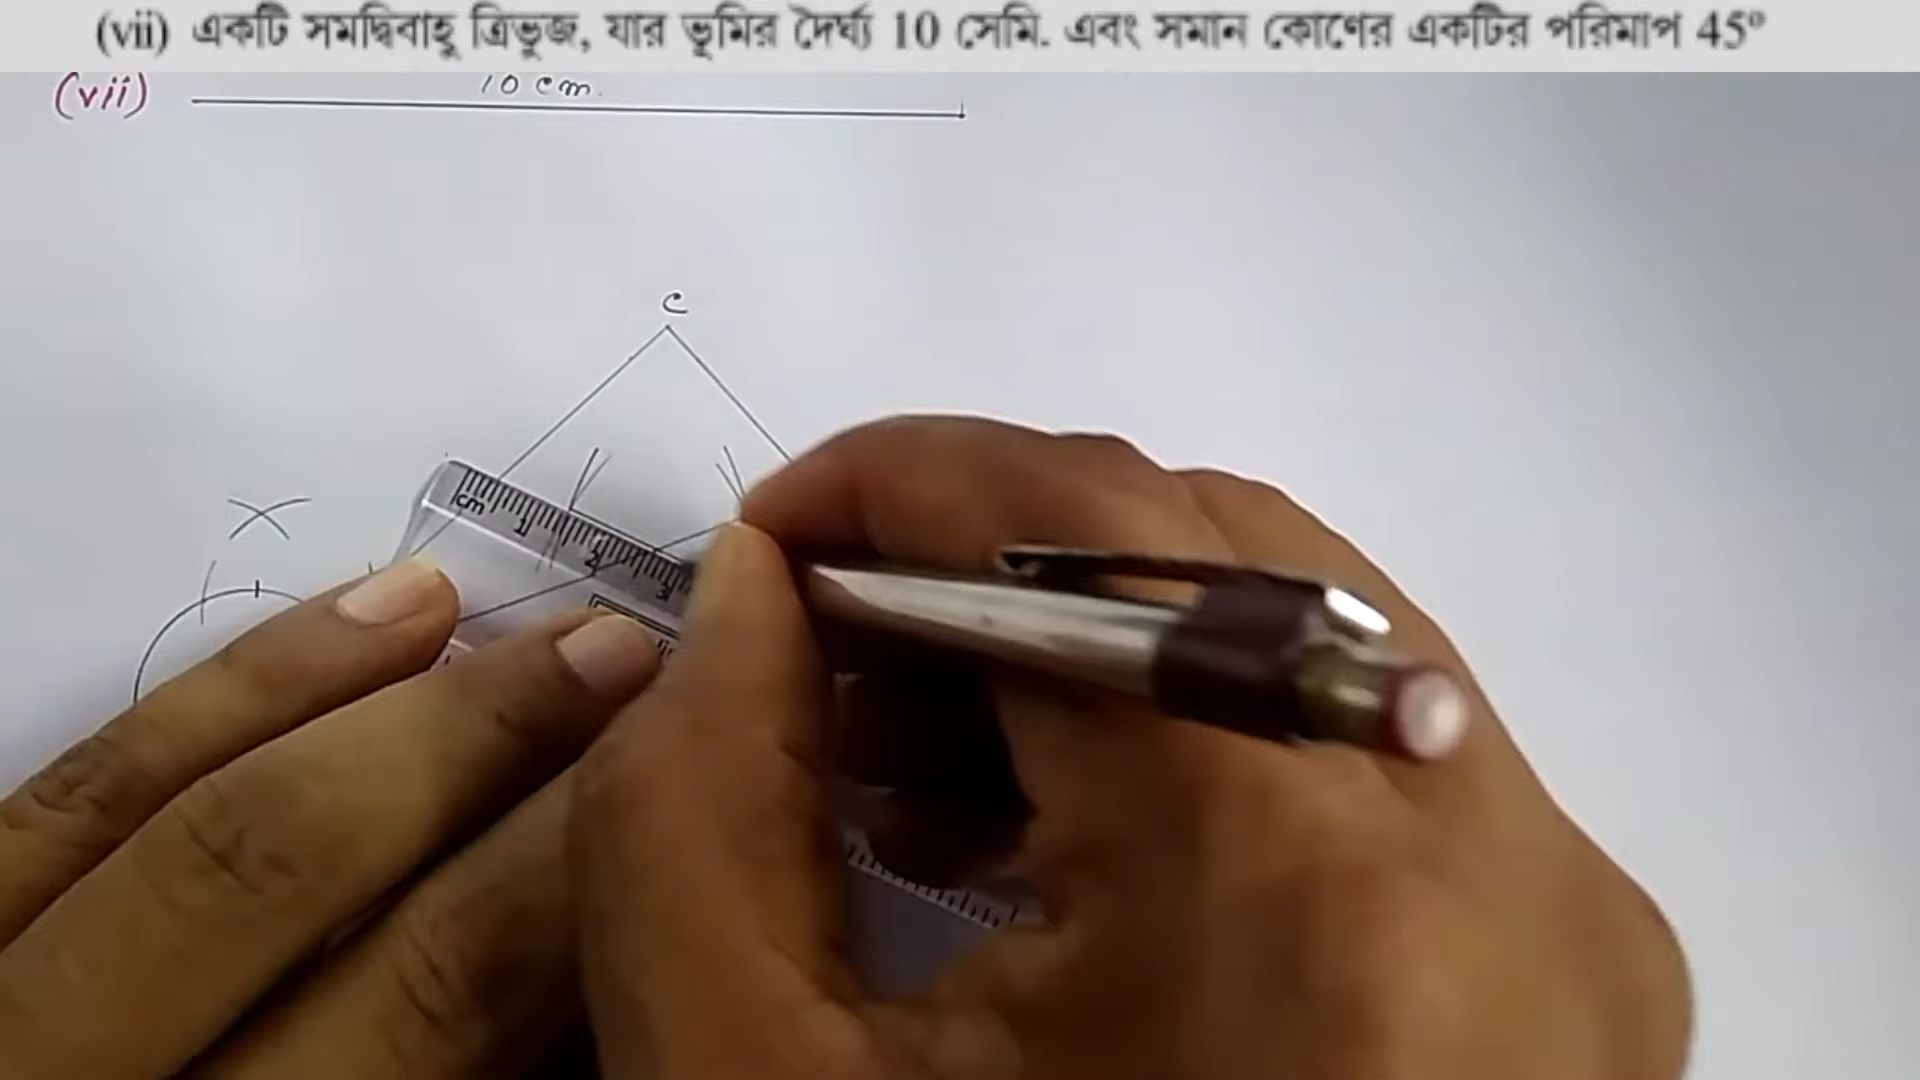 (vii) একটি সমদ্বিবাহু ত্রিভুজ, যার ভূমির দৈর্ঘ্য 10 সেমি. এবং সমান কোণের একটির পরিমাপ 45°
(vii) 10 cm.
C
cm 1 2 3